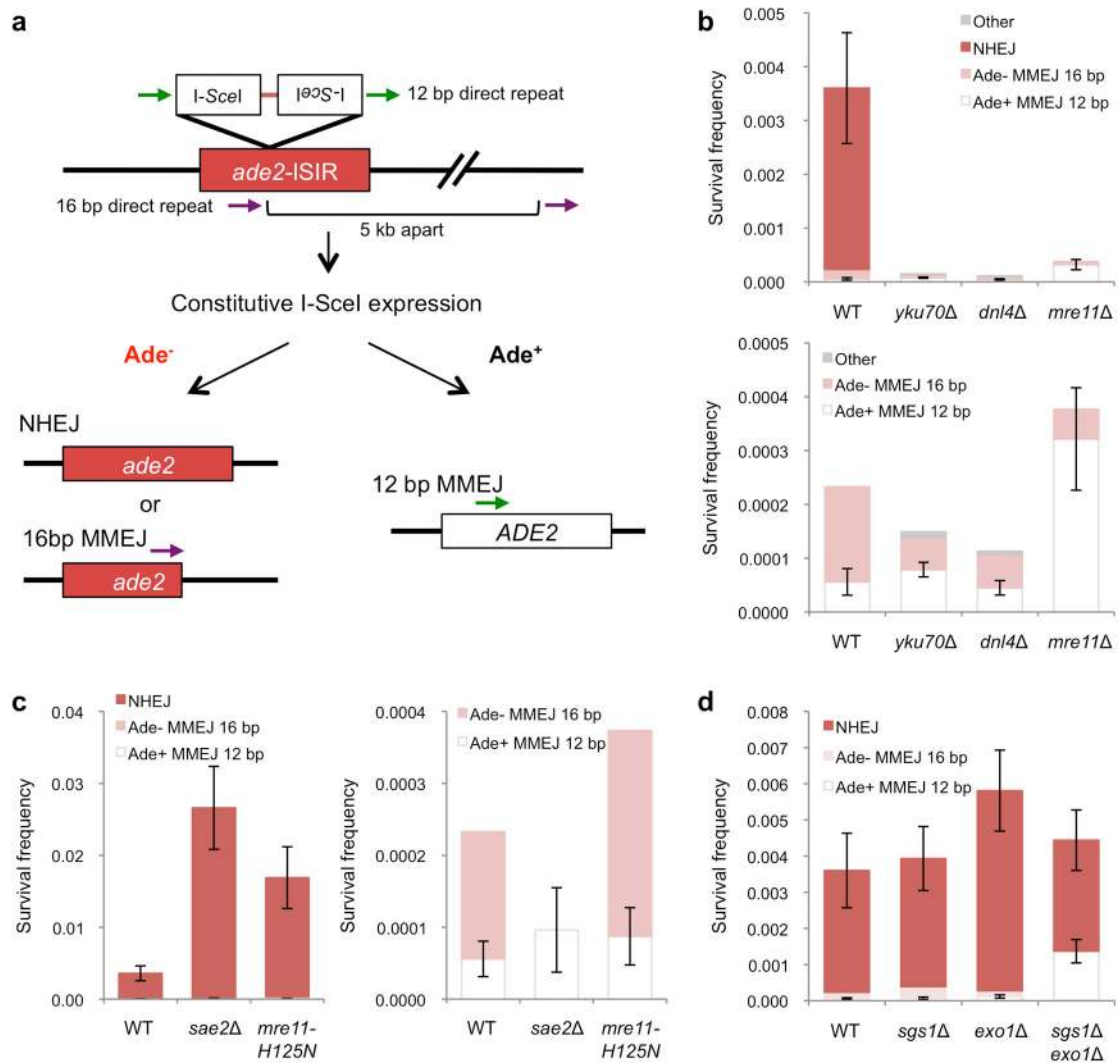 a
I-SceI
I-SceI
12 bp direct repeat
ade2-ISIR
16 bp direct repeat
5 kb apart
Constitutive I-SceI expression
Ade-
Ade+
NHEJ
ade2
or
16bp MMEJ
ade2
12 bp MMEJ
ADE2
b
Survival frequency
0.005
0.004
0.003
0.002
0.001
0.000
Other
NHEJ
Ade- MMEJ 16 bp
Ade+ MMEJ 12 bp
WT yku70Δ dnl4Δ mre11Δ
Survival frequency
0.0005
0.0004
0.0003
0.0002
0.0001
0.0000
Other
Ade- MMEJ 16 bp
Ade+ MMEJ 12 bp
WT yku70Δ dnl4Δ mre11Δ
c
Survival frequency
0.04
0.03
0.02
0.01
0.00
NHEJ
Ade- MMEJ 16 bp
Ade+ MMEJ 12 bp
WT sae2Δ mre11-
H125N
Survival frequency
0.0004
0.0003
0.0002
0.0001
0.0000
Ade- MMEJ 16 bp
Ade+ MMEJ 12 bp
WT sae2Δ mre11-
H125N
d
Survival frequency
0.008
0.007
0.006
0.005
0.004
0.003
0.002
0.001
0.000
NHEJ
Ade- MMEJ 16 bp
Ade+ MMEJ 12 bp
WT sgs1Δ exo1Δ sgs1Δ
exo1Δ